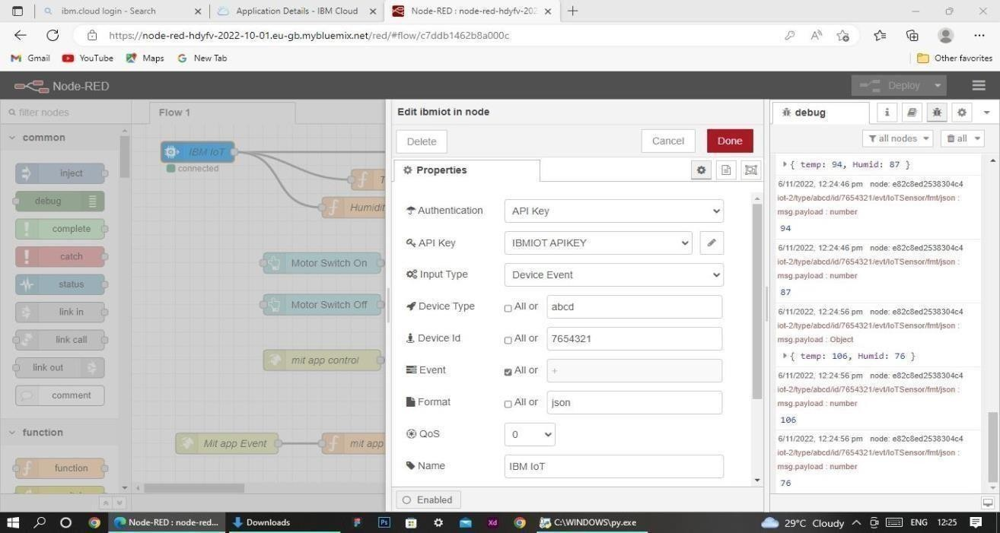 ibm.cloud login - Search
Application Details - IBM Cloud
Node-RED : node-red-hdyfv-202
https://node-red-hdyfv-2022-10-01.eu-gb.mybluemix.net/red/#flow/c7ddb1462b8a000c
Gmail YouTube Maps New Tab Other favorites
Node-RED Deploy
filter nodes
Flow 1
Edit ibmiot in node
debug
i
common
Delete Cancel Done
all nodes all
IBM IoT
connected
inject
Properties
{ temp: 94, Humid: 87 }
debug
T
6/11/2022, 12:24:46 pm node: e82c8ed2538304c4
iot-2/type/abcd/id/7654321/evt/IoTSensor/fmt/json :
msg.payload : number
94
Humidit
Authentication API Key
complete
API Key IBMIOT APIKEY
6/11/2022, 12:24:46 pm node: e82c8ed2538304c4
iot-2/type/abcd/id/7654321/evt/IoTSensor/fmt/json :
msg.payload : number
87
catch
Motor Switch On
Input Type Device Event
status
Motor Switch Off
Device Type All or abcd
link in
6/11/2022, 12:24:56 pm node: e82c8ed2538304c4
iot-2/type/abcd/id/7654321/evt/IoTSensor/fmt/json :
msg.payload : Object
{ temp: 106, Humid: 76 }
link call
Device Id All or 7654321
mit app control
link out
Event All or +
6/11/2022, 12:24:56 pm node: e82c8ed2538304c4
iot-2/type/abcd/id/7654321/evt/IoTSensor/fmt/json :
msg.payload : number
106
comment
Format All or json
function
QoS 0
Mit app Event
mit app
6/11/2022, 12:24:56 pm node: e82c8ed2538304c4
iot-2/type/abcd/id/7654321/evt/IoTSensor/fmt/json :
msg.payload : number
76
function
Name IBM IoT
Enabled
Node-RED : node-red... Downloads Ps Xd C:\WINDOWS\py.exe 29°C Cloudy ENG 12:25